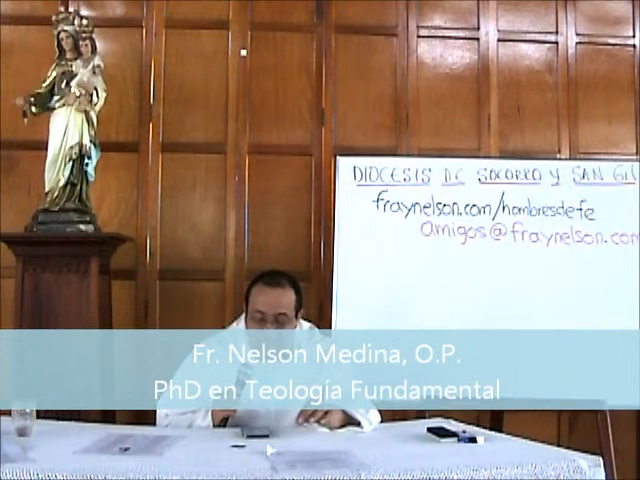 DIOCESIS DE SOCORRO Y SAN GIL
fraynelson.com/hombresdefe
amigos@fraynelson.com
Fr. Nelson Medina, O.P.
PhD en Teología Fundamental